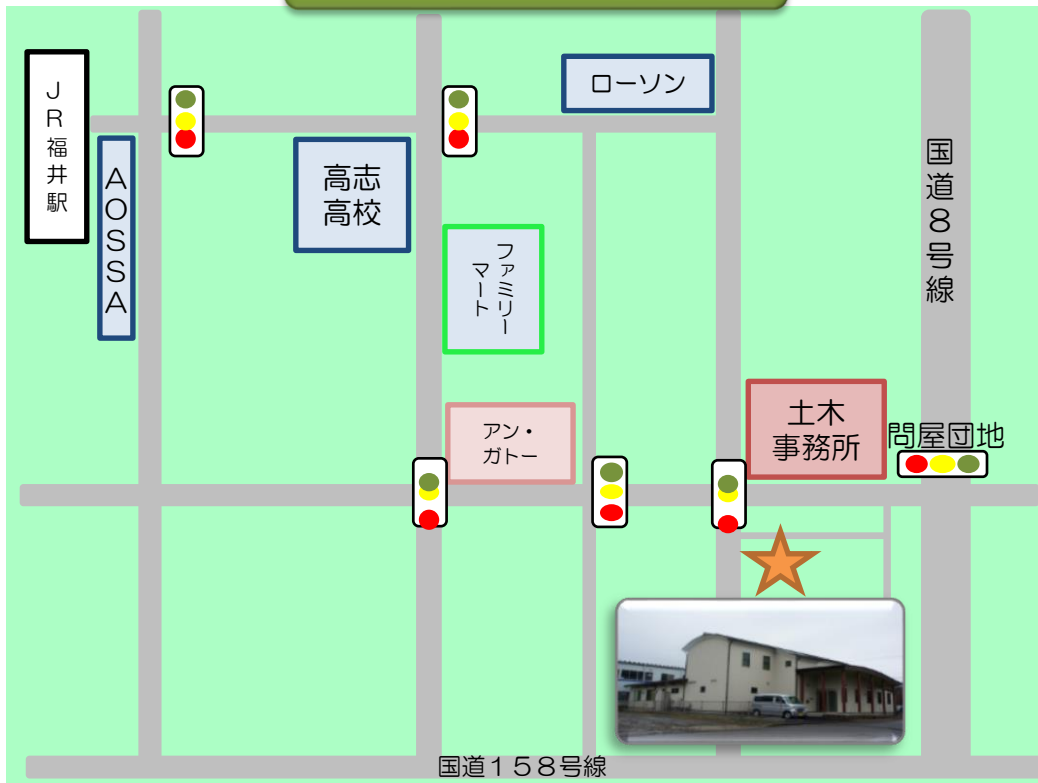 ローソン
JR福井駅
AOSSA
高志
高校
国道8号線
ファミリー
マート
アン・
ガトー
土木
事務所
問屋団地
国道158号線